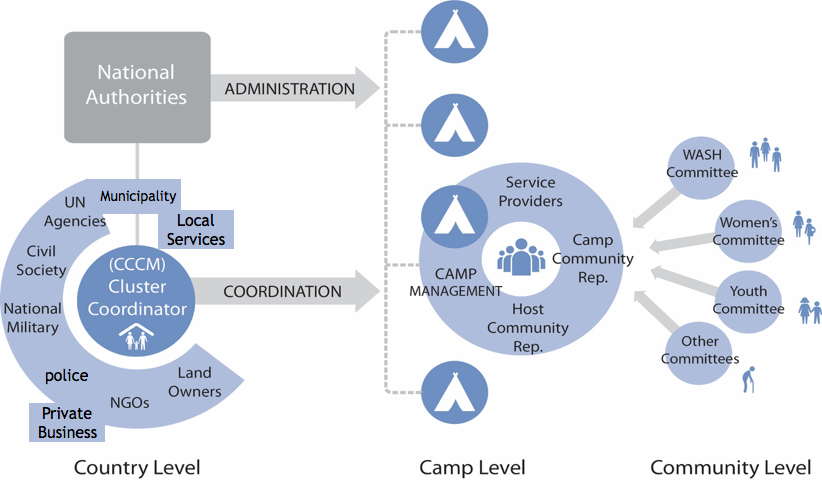 National
Authorities
ADMINISTRATION
UN
Agencies
Municipality
Local
Services
Civil
Society
(CCCM)
Cluster
Coordinator
COORDINATION
National
Military
police
Private
Business
NGOs
Land
Owners
Country Level
Service
Providers
Camp
Community
Rep.
CAMP
MANAGEMENT
Host
Community
Rep.
Camp Level
WASH
Committee
Women's
Committee
Youth
Committee
Other
Committees
Community Level